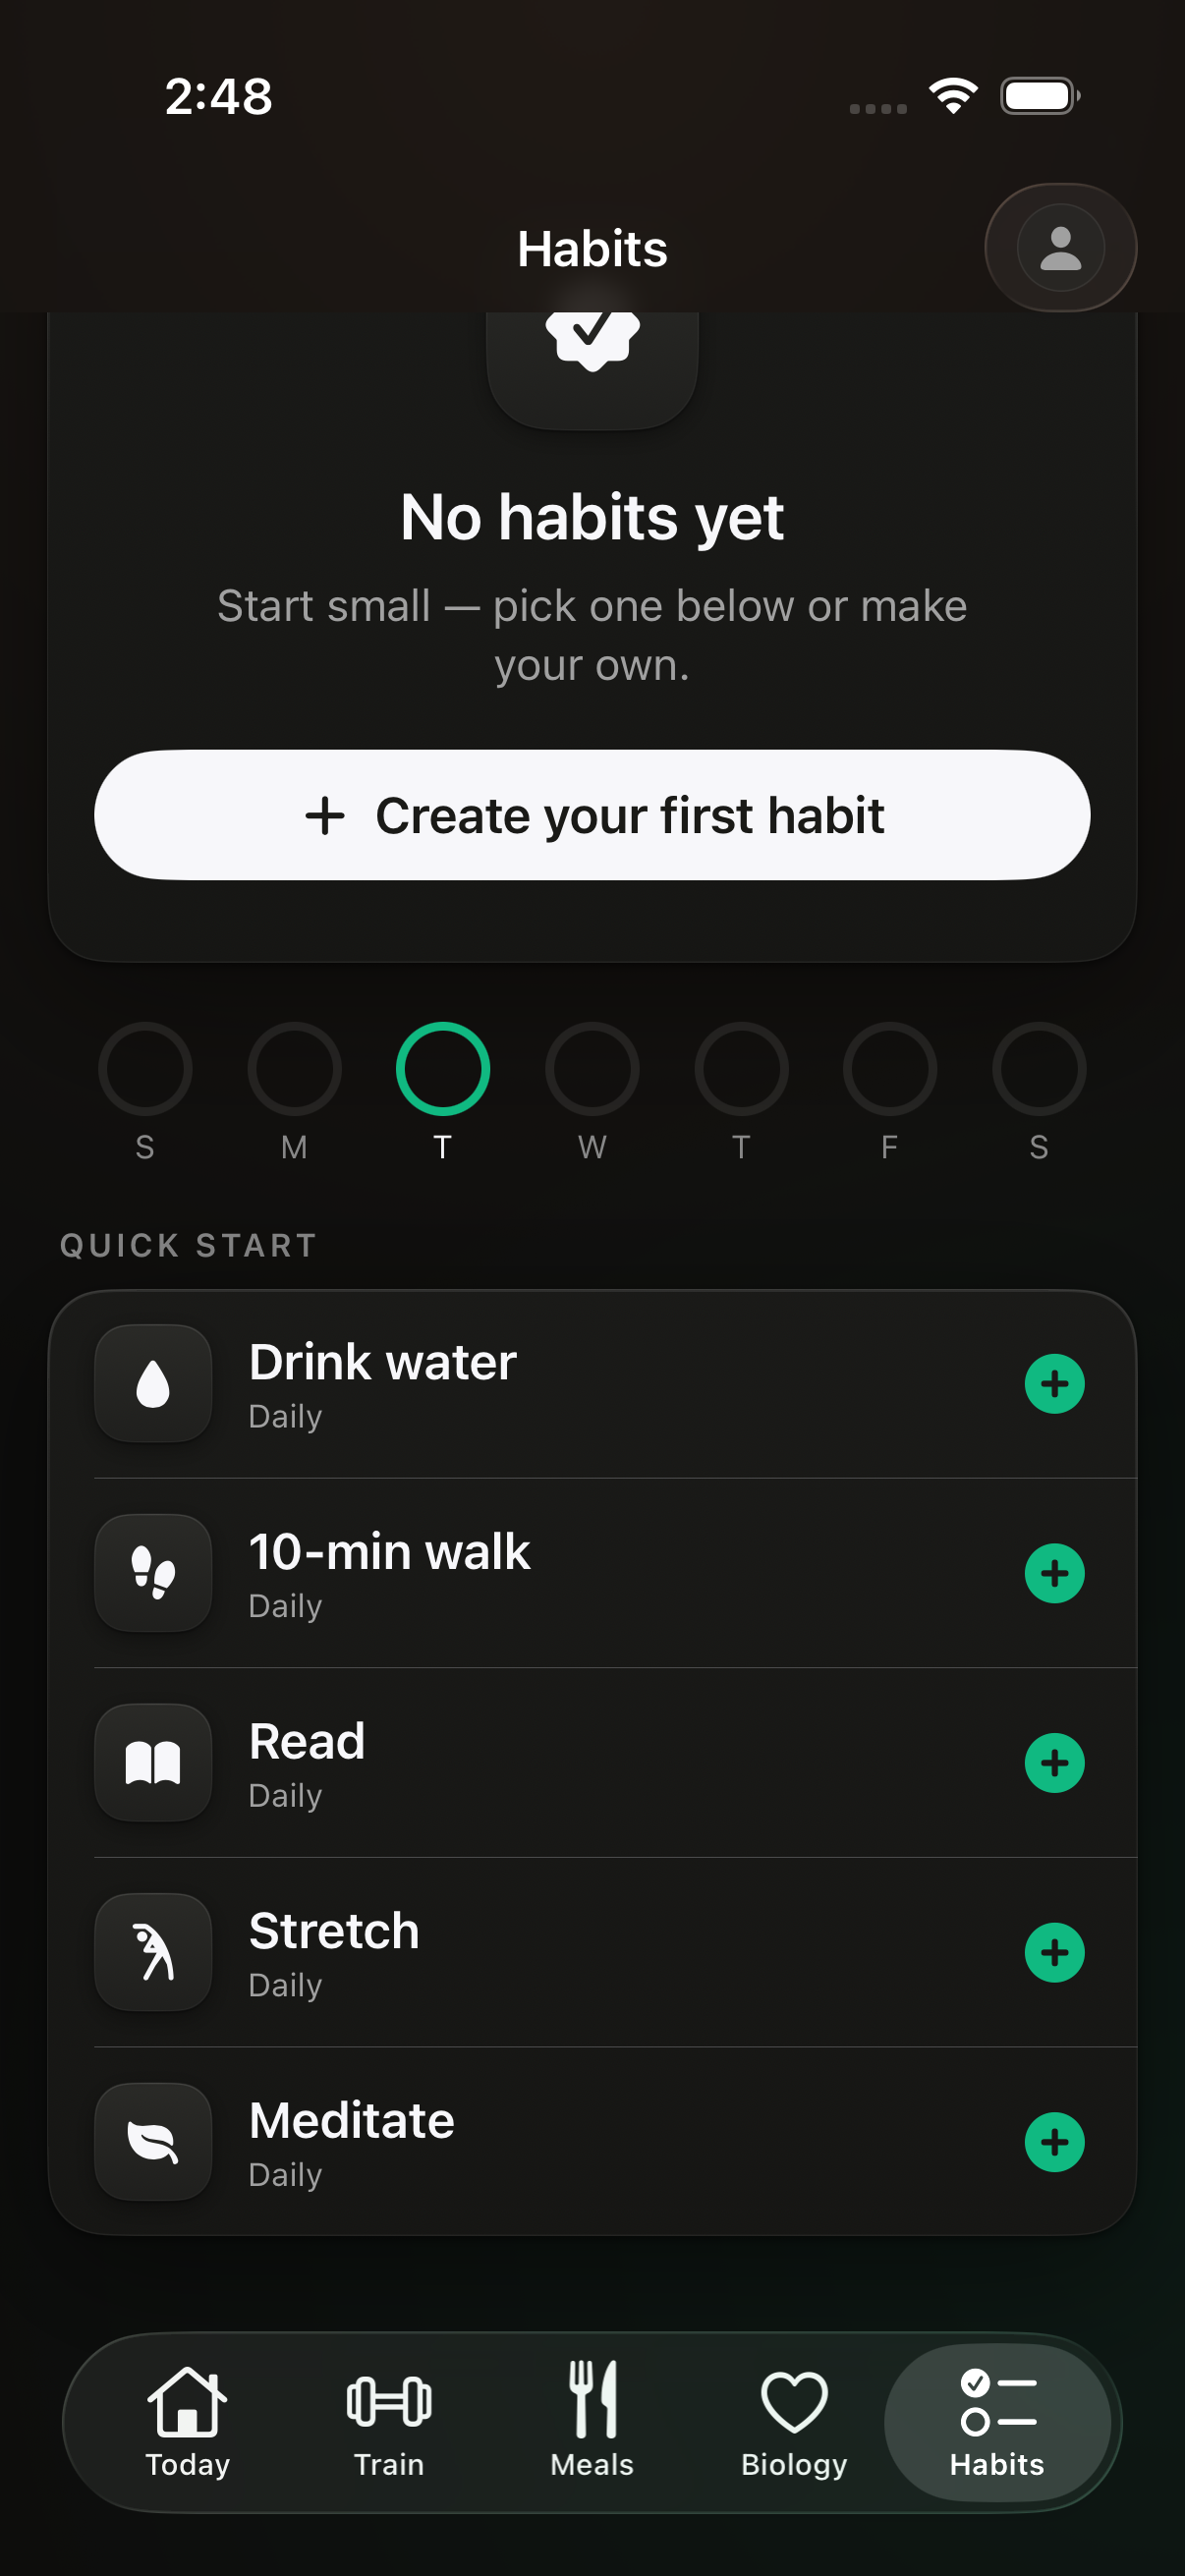 2:48
Habits
No habits yet
Start small — pick one below or make
your own.
Create your first habit
S M T W T F S
QUICK START
Drink water
Daily
10-min walk
Daily
Read
Daily
Stretch
Daily
Meditate
Daily
Today Train Meals Biology Habits